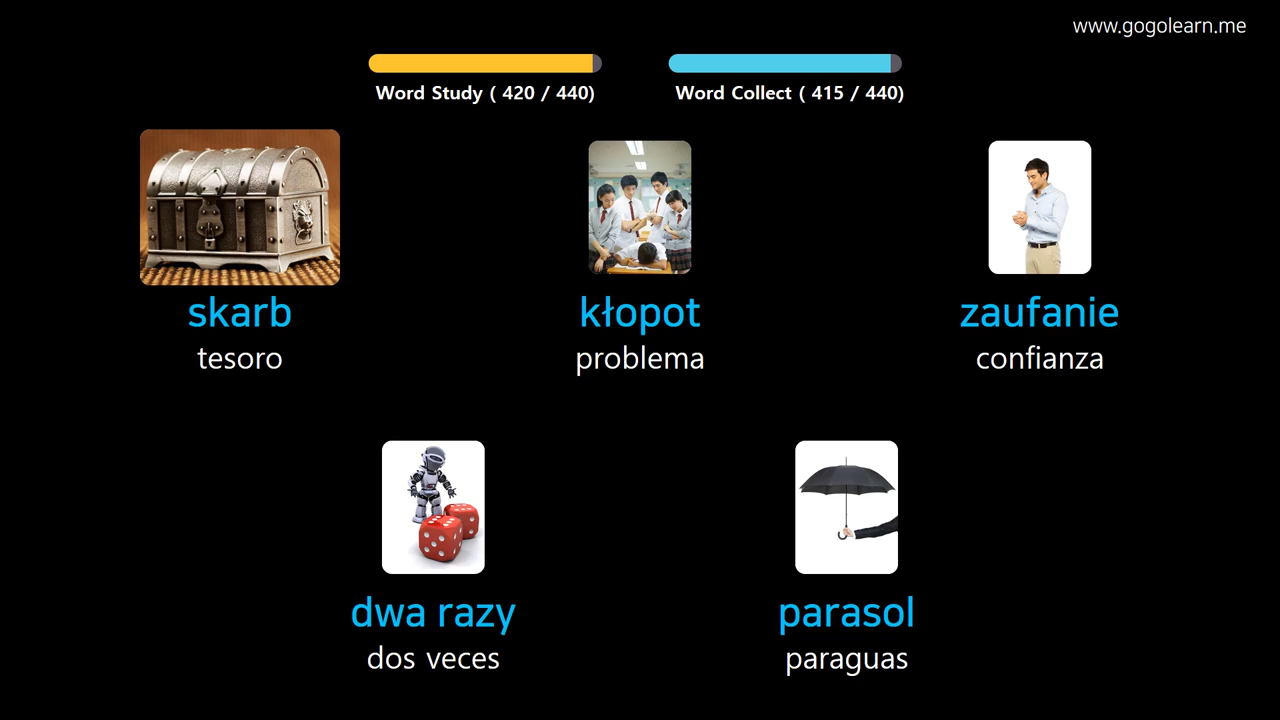 www.gogolearn.me
Word Study ( 420 / 440)
Word Collect ( 415 / 440)
skarb
tesoro
kłopot
problema
zaufanie
confianza
dwa razy
dos veces
parasol
paraguas